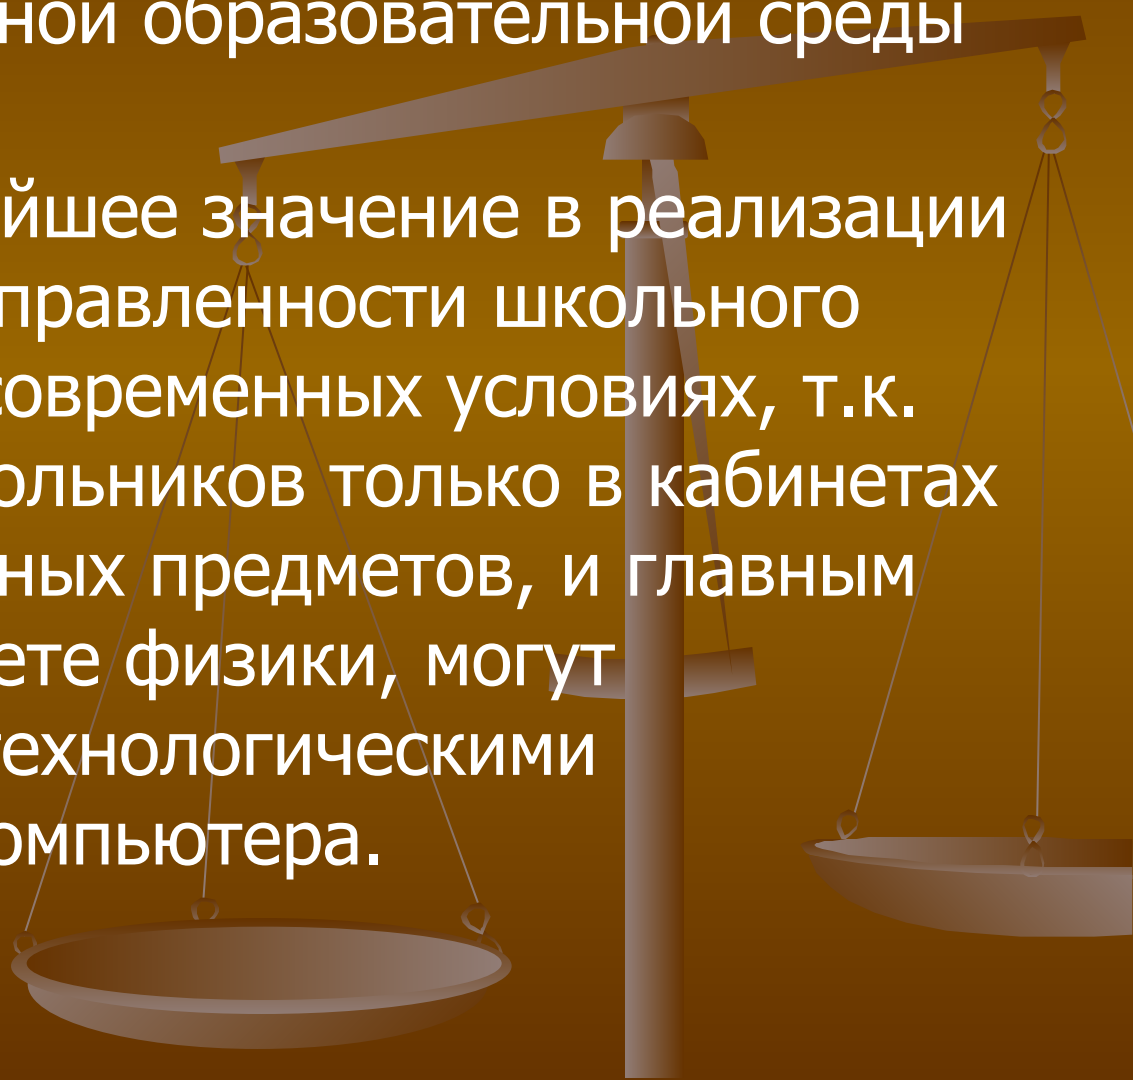 ной образовательной среды
йшее значение в реализации
правленности школьного
современных условиях, т.к.
ольников только в кабинетах
ных предметов, и главным
ете физики, могут
технологическими
омпьютера.